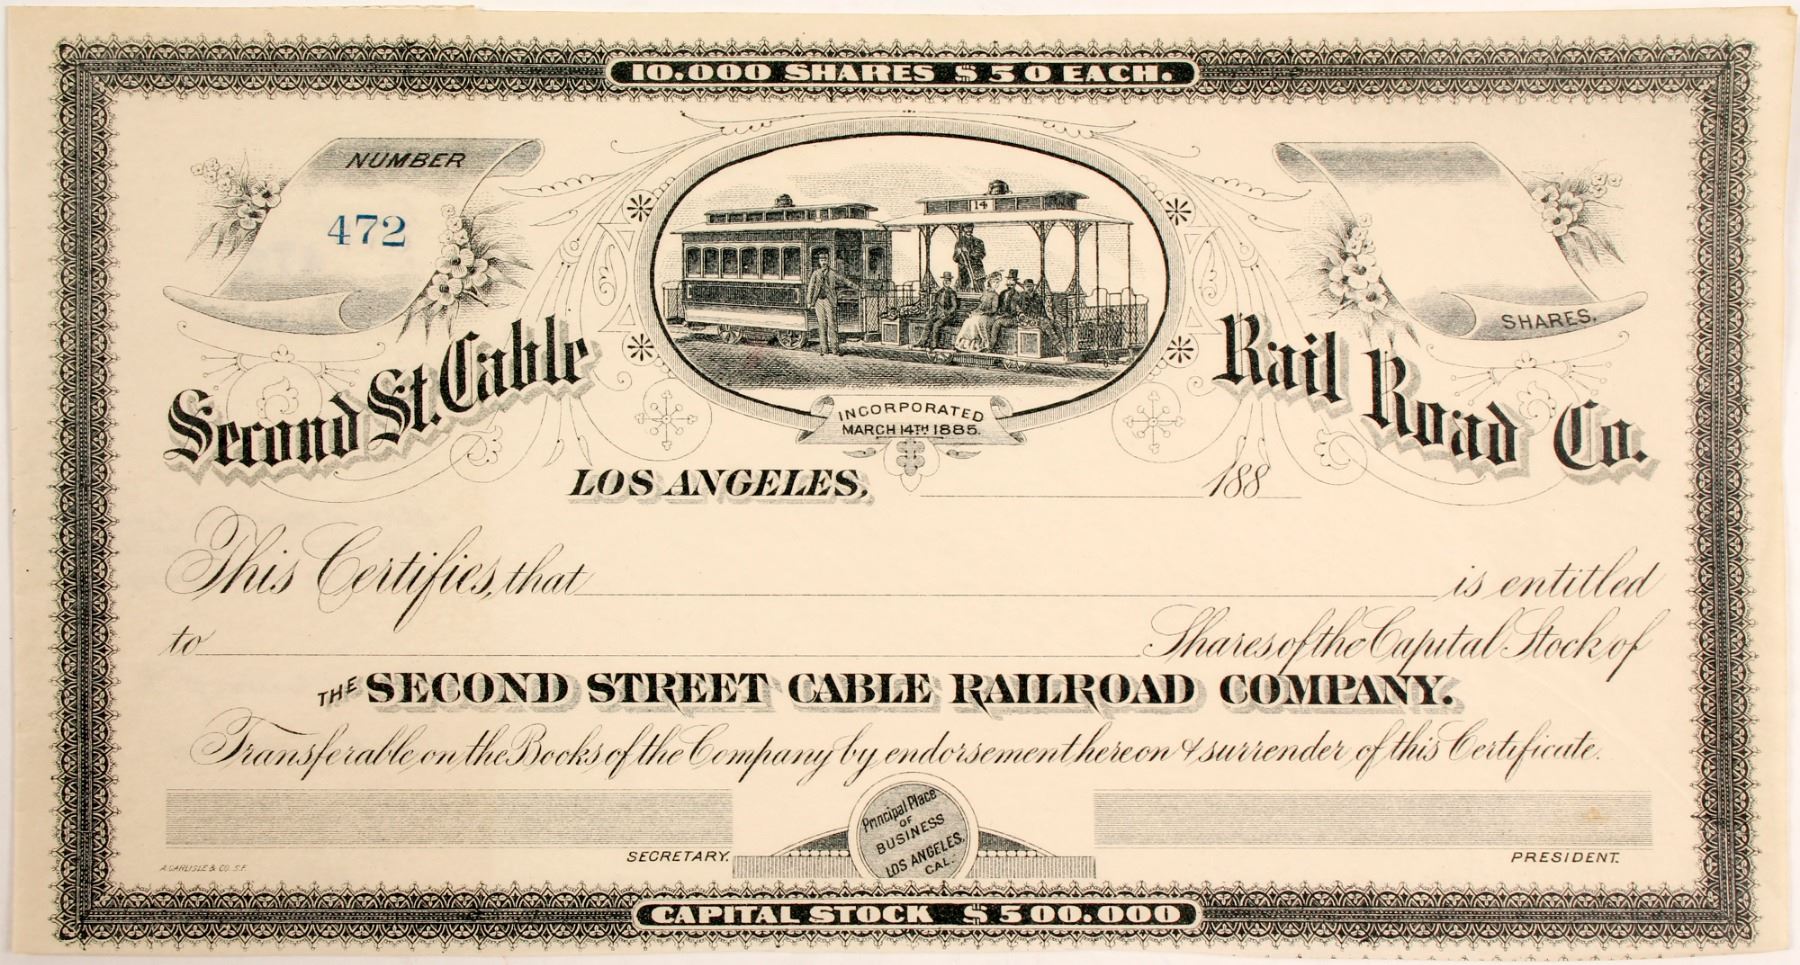 10.000 SHARES $50 EACH.
NUMBER
472
14
SHARES.
Second St. Cable Rail Road Co.
INCORPORATED
MARCH 14TH 1885.
LOS ANGELES, 188
This Certifies, that is entitled
to Shares of the Capital Stock of
THE SECOND STREET CABLE RAILROAD COMPANY.
Transferable on the Books of the Company by endorsement hereon & surrender of this Certificate.
Principal Place
OF
BUSINESS
LOS ANGELES,
CAL.
SECRETARY.
PRESIDENT.
A. CARLISLE & CO. S.F.
CAPITAL STOCK $500.000